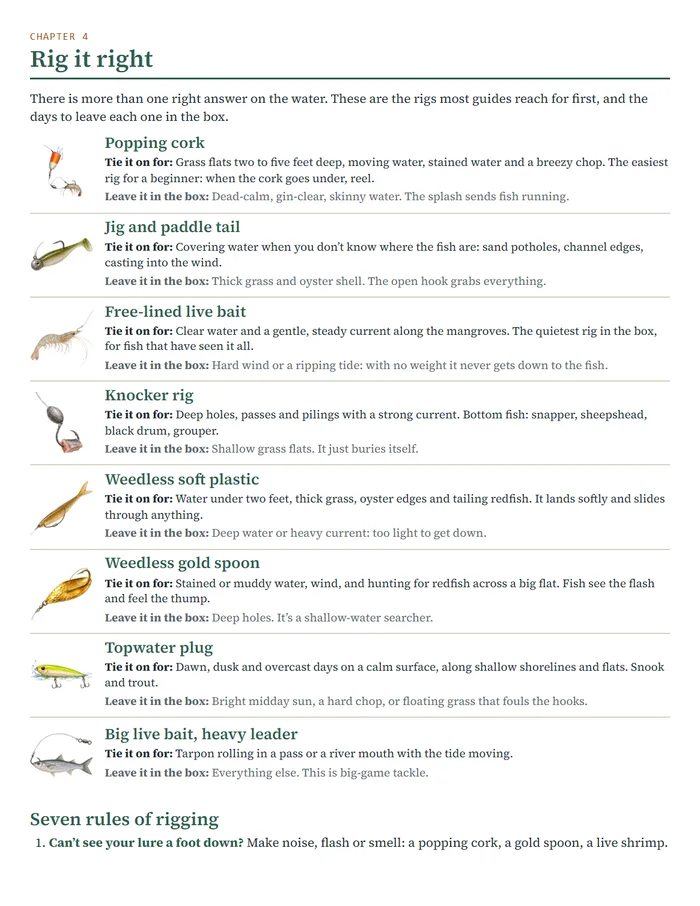 CHAPTER 4
Rig it right
There is more than one right answer on the water. These are the rigs most guides reach for first, and the
days to leave each one in the box.
Popping cork
Tie it on for: Grass flats two to five feet deep, moving water, stained water and a breezy chop. The easiest
rig for a beginner: when the cork goes under, reel.
Leave it in the box: Dead-calm, gin-clear, skinny water. The splash sends fish running.
Jig and paddle tail
Tie it on for: Covering water when you don’t know where the fish are: sand potholes, channel edges,
casting into the wind.
Leave it in the box: Thick grass and oyster shell. The open hook grabs everything.
Free-lined live bait
Tie it on for: Clear water and a gentle, steady current along the mangroves. The quietest rig in the box,
for fish that have seen it all.
Leave it in the box: Hard wind or a ripping tide: with no weight it never gets down to the fish.
Knocker rig
Tie it on for: Deep holes, passes and pilings with a strong current. Bottom fish: snapper, sheepshead,
black drum, grouper.
Leave it in the box: Shallow grass flats. It just buries itself.
Weedless soft plastic
Tie it on for: Water under two feet, thick grass, oyster edges and tailing redfish. It lands softly and slides
through anything.
Leave it in the box: Deep water or heavy current: too light to get down.
Weedless gold spoon
Tie it on for: Stained or muddy water, wind, and hunting for redfish across a big flat. Fish see the flash
and feel the thump.
Leave it in the box: Deep holes. It’s a shallow-water searcher.
Topwater plug
Tie it on for: Dawn, dusk and overcast days on a calm surface, along shallow shorelines and flats. Snook
and trout.
Leave it in the box: Bright midday sun, a hard chop, or floating grass that fouls the hooks.
Big live bait, heavy leader
Tie it on for: Tarpon rolling in a pass or a river mouth with the tide moving.
Leave it in the box: Everything else. This is big-game tackle.
Seven rules of rigging
1. Can’t see your lure a foot down? Make noise, flash or smell: a popping cork, a gold spoon, a live shrimp.